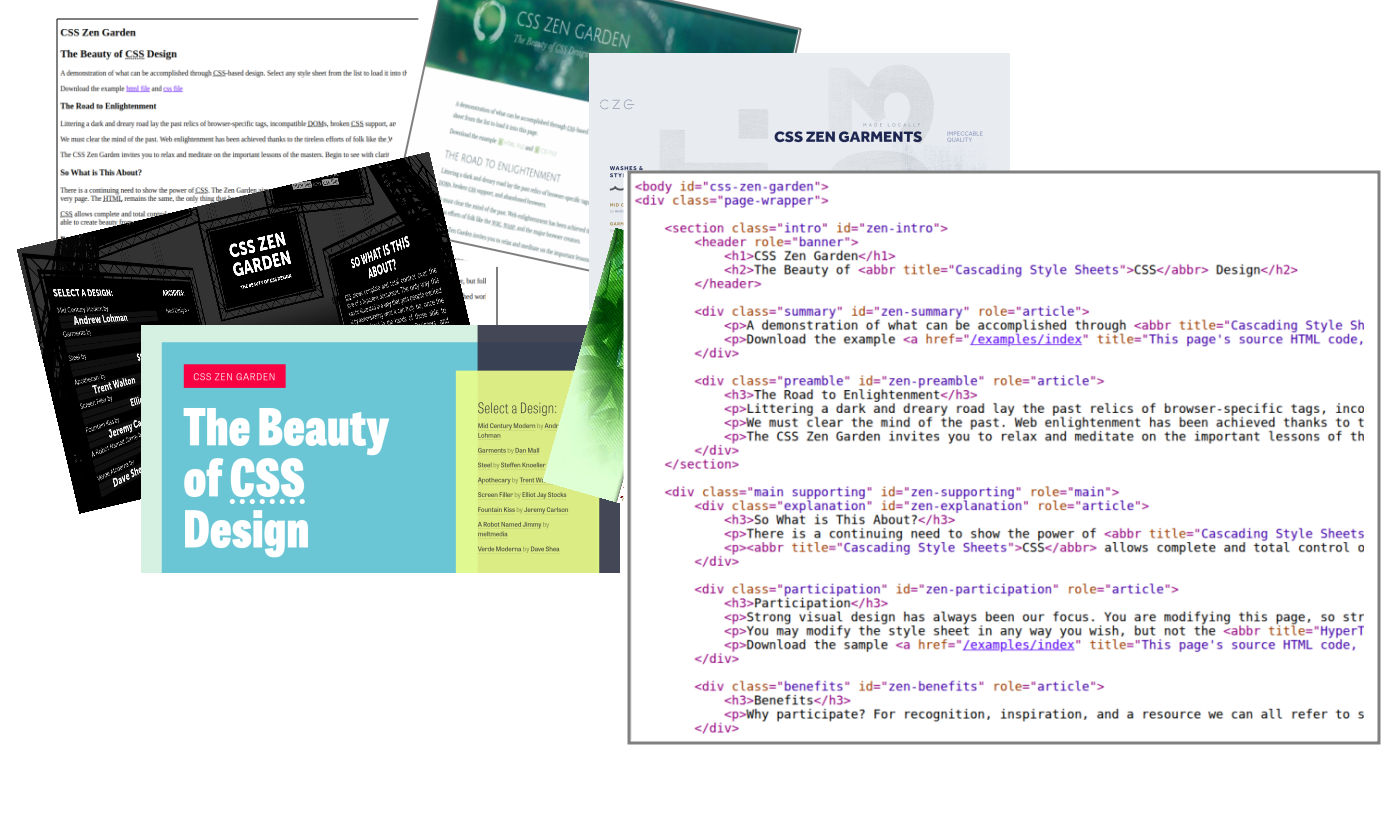 CSS Zen Garden
The Beauty of CSS Design
A demonstration of what can be accomplished through CSS-based design. Select any style sheet from the list to load it into
Download the example html file and css file
The Road to Enlightenment
Littering a dark and dreary road lay the past relics of browser-specific tags, incompatible DOMs, broken CSS support,
We must clear the mind of the past. Web enlightenment has been achieved thanks to the tireless efforts of folk like the
The CSS Zen Garden invites you to relax and meditate on the important lessons of the masters. Begin to see with
So What is This About?
There is a continuing need to show the power of CSS. The Zen Garden
very page. The HTML remains the same, the only thing that
CSS allows complete and total control
able to create beauty from
CSS ZEN GARDEN
The Beauty of CSS Design
A demonstration of what can be accomplished through CSS-based
sheet from the list to load it into this page.
Download the example HTML FILE and CSS FILE
THE ROAD TO ENLIGHTENMENT
Littering a dark and dreary road lay the past relics of browser specific tags,
DOMs, broken CSS support, and abandoned browsers.
must clear the mind of the past. Web enlightenment has been achieved
efforts of folk like the W3C, WaSP, and the major browser creators.
Zen Garden invites you to relax and meditate on the important lessons
CZG
MADE LOCALLY
CSS ZEN GARMENTS
IMPECCABLE
QUALITY
WASHES &
MID
, but foll
CSS ZEN
GARDEN
THE BEAUTY OF CSS DESIGN
SO WHAT IS THIS
ABOUT?
SELECT A DESIGN:
ARCHIVES:
Mid Century Modern by
Andrew Lohman
Garments by
Steel by
Apothecary by
Trent Walton
Screen Filler by
Fountain Kiss by
Jeremy
A Robot Named Jimmy
Verde Moderna by
Dave
CSS ZEN GARDEN
The Beauty
of CSS
Design
Select a Design:
Mid Century Modern by
Lohman
Garments by Dan Mall
Steel by Steffen Knoeller
Apothecary by Trent
Screen Filler by Elliot Jay Stocks
Fountain Kiss by Jeremy Carlson
A Robot Named Jimmy by
meltmedia
Verde Moderna by Dave Shea
<body id="css-zen-garden">
<div class="page-wrapper">
<section class="intro" id="zen-intro">
<header role="banner">
<h1>CSS Zen Garden</h1>
<h2>The Beauty of <abbr title="Cascading Style Sheets">CSS</abbr> Design</h2>
</header>
<div class="summary" id="zen-summary" role="article">
<p>A demonstration of what can be accomplished through <abbr title="Cascading Style Sh
<p>Download the example <a href="/examples/index" title="This page's source HTML code,
</div>
<div class="preamble" id="zen-preamble" role="article">
<h3>The Road to Enlightenment</h3>
<p>Littering a dark and dreary road lay the past relics of browser-specific tags, inco
<p>We must clear the mind of the past. Web enlightenment has been achieved thanks to t
<p>The CSS Zen Garden invites you to relax and meditate on the important lessons of th
</div>
</section>
<div class="main supporting" id="zen-supporting" role="main">
<div class="explanation" id="zen-explanation" role="article">
<h3>So What is This About?</h3>
<p>There is a continuing need to show the power of <abbr title="Cascading Style Sheets
<p><abbr title="Cascading Style Sheets">CSS</abbr> allows complete and total control o
</div>
<div class="participation" id="zen-participation" role="article">
<h3>Participation</h3>
<p>Strong visual design has always been our focus. You are modifying this page, so str
<p>You may modify the style sheet in any way you wish, but not the <abbr title="HyperT
<p>Download the sample <a href="/examples/index" title="This page's source HTML code,
</div>
<div class="benefits" id="zen-benefits" role="article">
<h3>Benefits</h3>
<p>Why participate? For recognition, inspiration, and a resource we can all refer to s
</div>